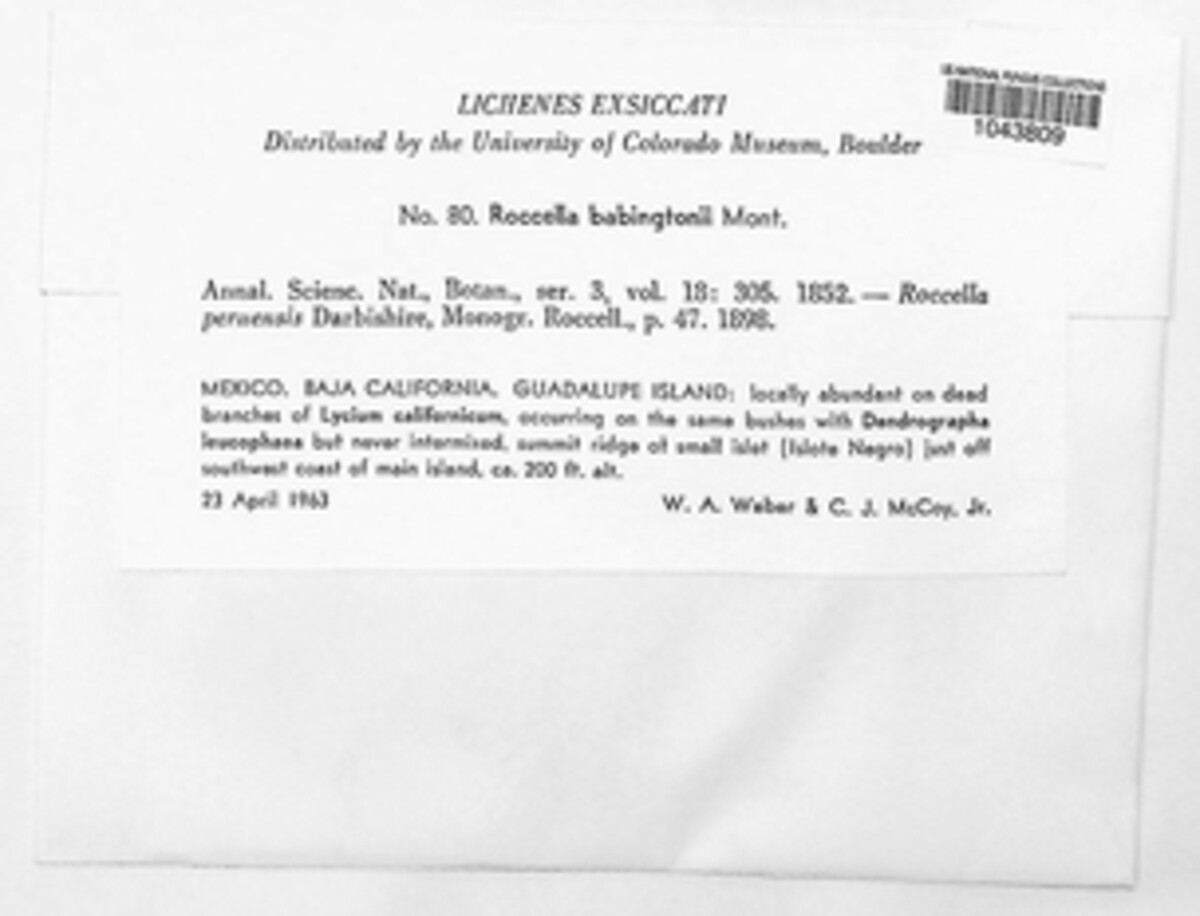 US NATIONAL FUNGUS COLLECTIONS
1043809
LICHENES EXSICCATI
Distributed by the University of Colorado Museum, Boulder
No. 80. Roccella babingtonii Mont.
Annal. Scienc. Nat., Botan., ser. 3, vol. 18: 305. 1852. — Roccella
peruensis Darbishire, Monogr. Roccell., p. 47. 1898.
MEXICO. BAJA CALIFORNIA. GUADALUPE ISLAND: locally abundant on dead
branches of Lycium californicum, occurring on the same bushes with Dendrographa
leucophaea but never intermixed, summit ridge of small islet (Islote Negro) just off
southwest coast of main island, ca. 200 ft. alt.
23 April 1963 W. A. Weber & C. J. McCoy, Jr.